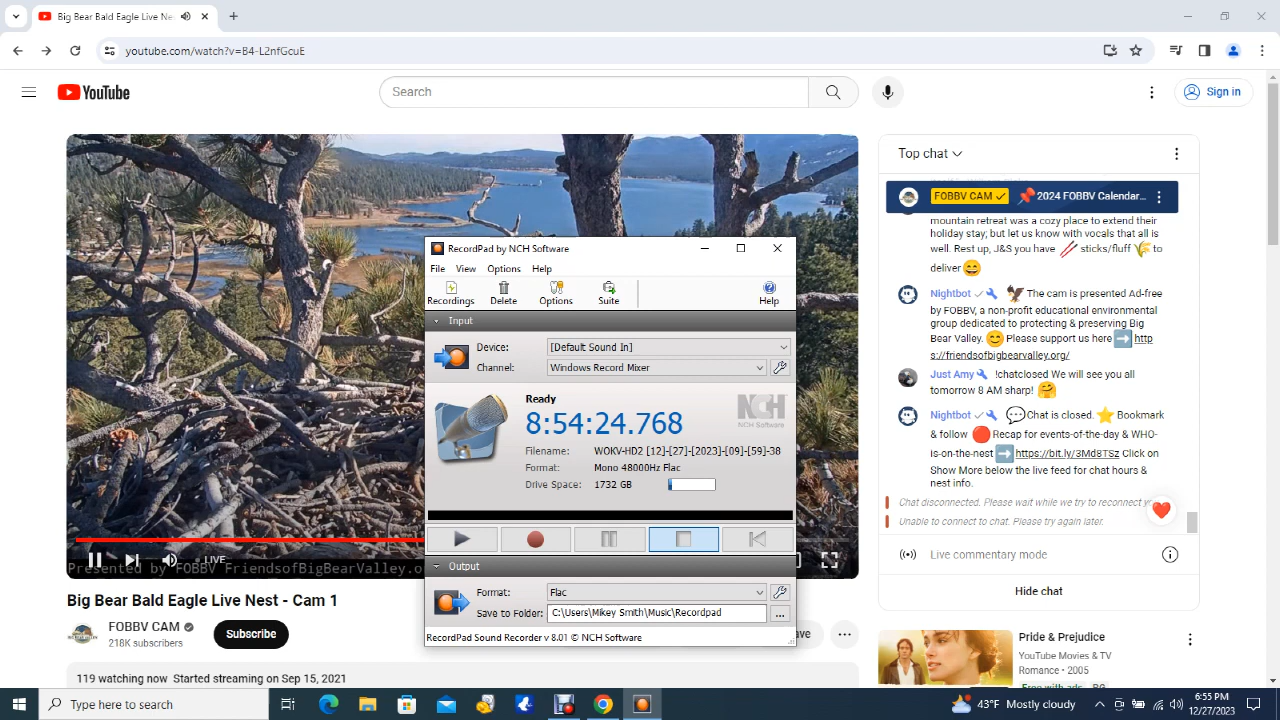 Big Bear Bald Eagle Live Ne
youtube.com/watch?v=B4-L2nfGcuE
YouTube
Search
Sign in
Top chat
FOBBV CAM 2024 FOBBV Calendar...
mountain retreat was a cozy place to extend their
holiday stay; but let us know with vocals that all is
well. Rest up, J&S you have sticks/fluff to
deliver
Nightbot The cam is presented Ad-free
by FOBBV, a non-profit educational environmental
group dedicated to protecting & preserving Big
Bear Valley. Please support us here http
s://friendsofbigbearvalley.org/
Just Amy !chatclosed We will see you all
tomorrow 8 AM sharp!
Nightbot Chat is closed. Bookmark
& follow Recap for events-of-the-day & WHO-
is-on-the-nest https://bit.ly/3Md8TSz Click on
Show More below the live feed for chat hours &
nest info.
Chat disconnected. Please wait while we try to reconnect yo
Unable to connect to chat. Please try again later.
Live commentary mode
Hide chat
RecordPad by NCH Software
File View Options Help
Recordings Delete Options Suite Help
Input
Device: [Default Sound In]
Channel: Windows Record Mixer
Ready
8:54:24.768
NCH
NCH Software
Filename: WOKV-HD2 [12]-[27]-[2023]-[09]-[59]-38
Format: Mono 48000Hz Flac
Drive Space: 1732 GB
Output
Format: Flac
Save to Folder: C:\Users\Mikey Smith\Music\Recordpad
...
RecordPad Sound Recorder v 8.01 © NCH Software
LIVE
Presented by FOBBV FriendsofBigBearValley.o
Big Bear Bald Eagle Live Nest - Cam 1
FOBBV CAM
218K subscribers
Subscribe
ave
119 watching now Started streaming on Sep 15, 2021
Pride & Prejudice
YouTube Movies & TV
Romance • 2005
Free with ads PG
Type here to search
43°F Mostly cloudy
6:55 PM
12/27/2023